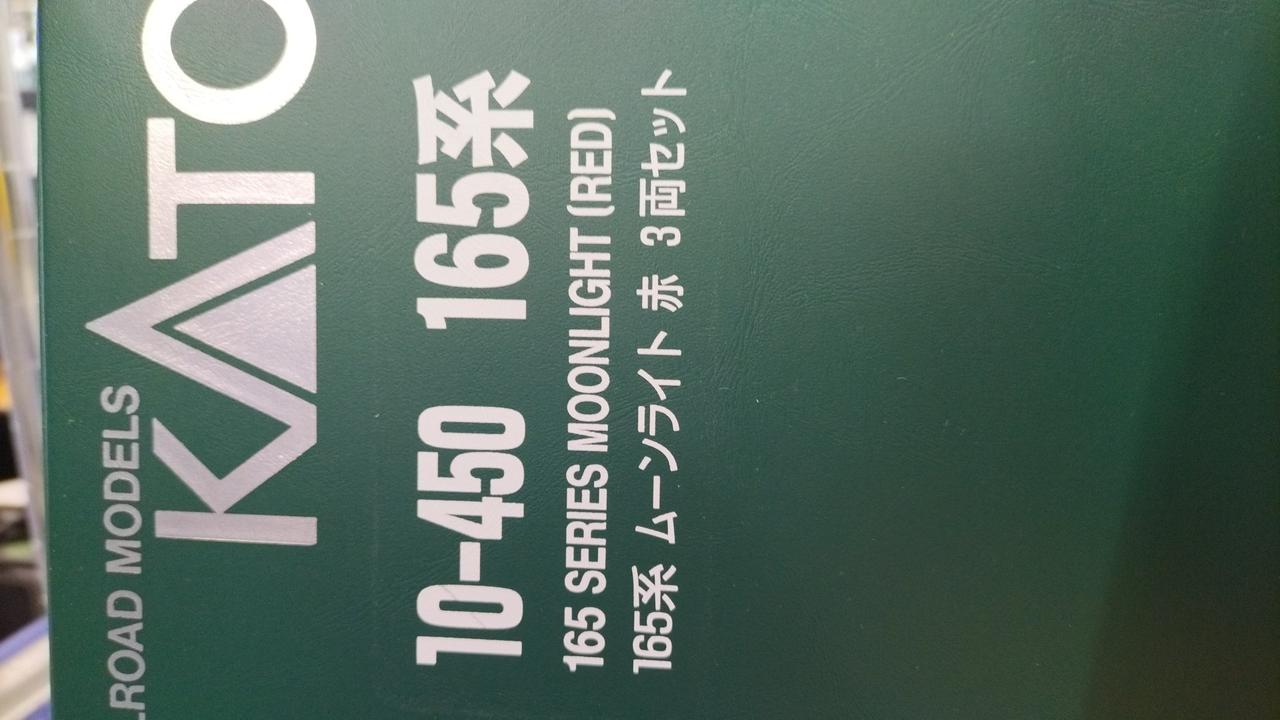 LROAD MODELS
KATO
10-450 165系
165 SERIES MOONLIGHT (RED)
165系 ムーンライト 赤 3両セット